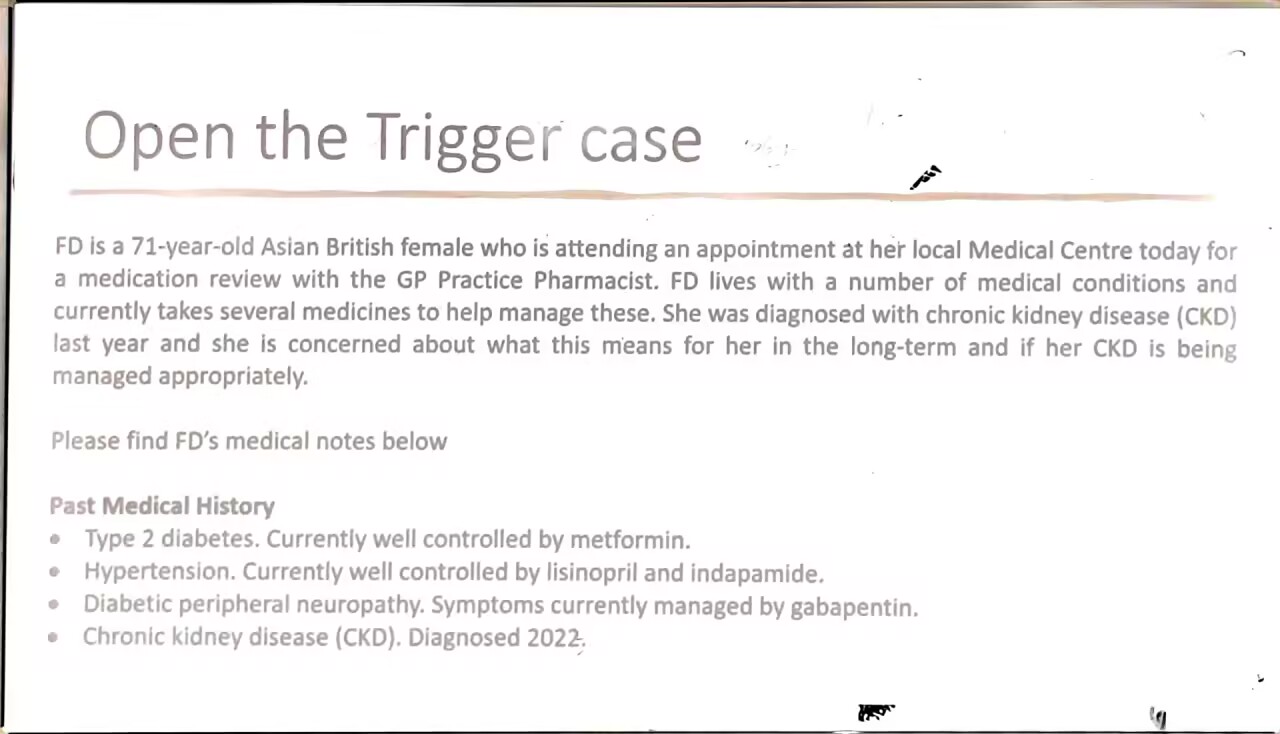 Open the Trigger case
FD is a 71-year-old Asian British female who is attending an appointment at her local Medical Centre today for
a medication review with the GP Practice Pharmacist. FD lives with a number of medical conditions and
currently takes several medicines to help manage these. She was diagnosed with chronic kidney disease (CKD)
last year and she is concerned about what this means for her in the long-term and if her CKD is being
managed appropriately.
Please find FD's medical notes below
Past Medical History
• Type 2 diabetes. Currently well controlled by metformin.
• Hypertension. Currently well controlled by lisinopril and indapamide.
• Diabetic peripheral neuropathy. Symptoms currently managed by gabapentin.
• Chronic kidney disease (CKD). Diagnosed 2022.